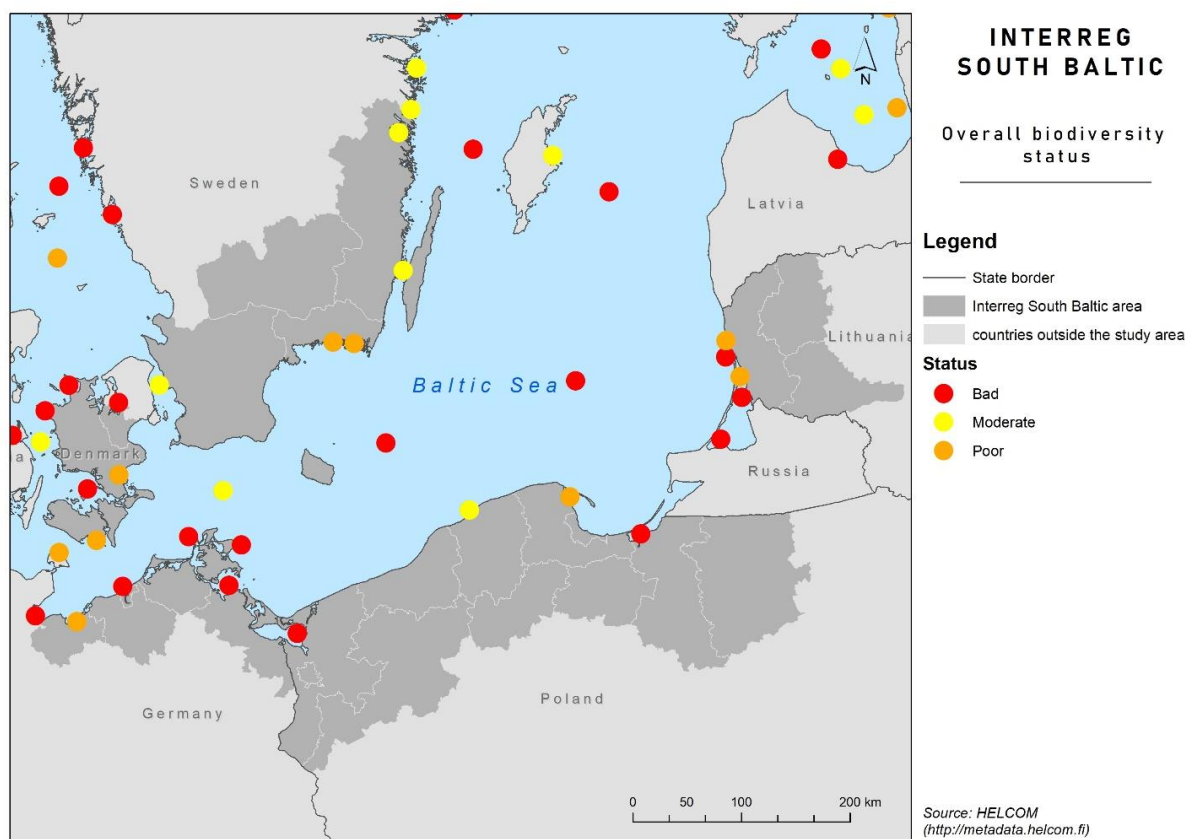 INTERREG
SOUTH BALTIC
Overall biodiversity
status
N
Sweden
Latvia
Lithuania
Baltic Sea
Denmark
a
Russia
Germany
Poland
0 50 100 200 km
Legend
State border
Interreg South Baltic area
countries outside the study area
Status
Bad
Moderate
Poor
Source: HELCOM
(http://metadata.helcom.fi)